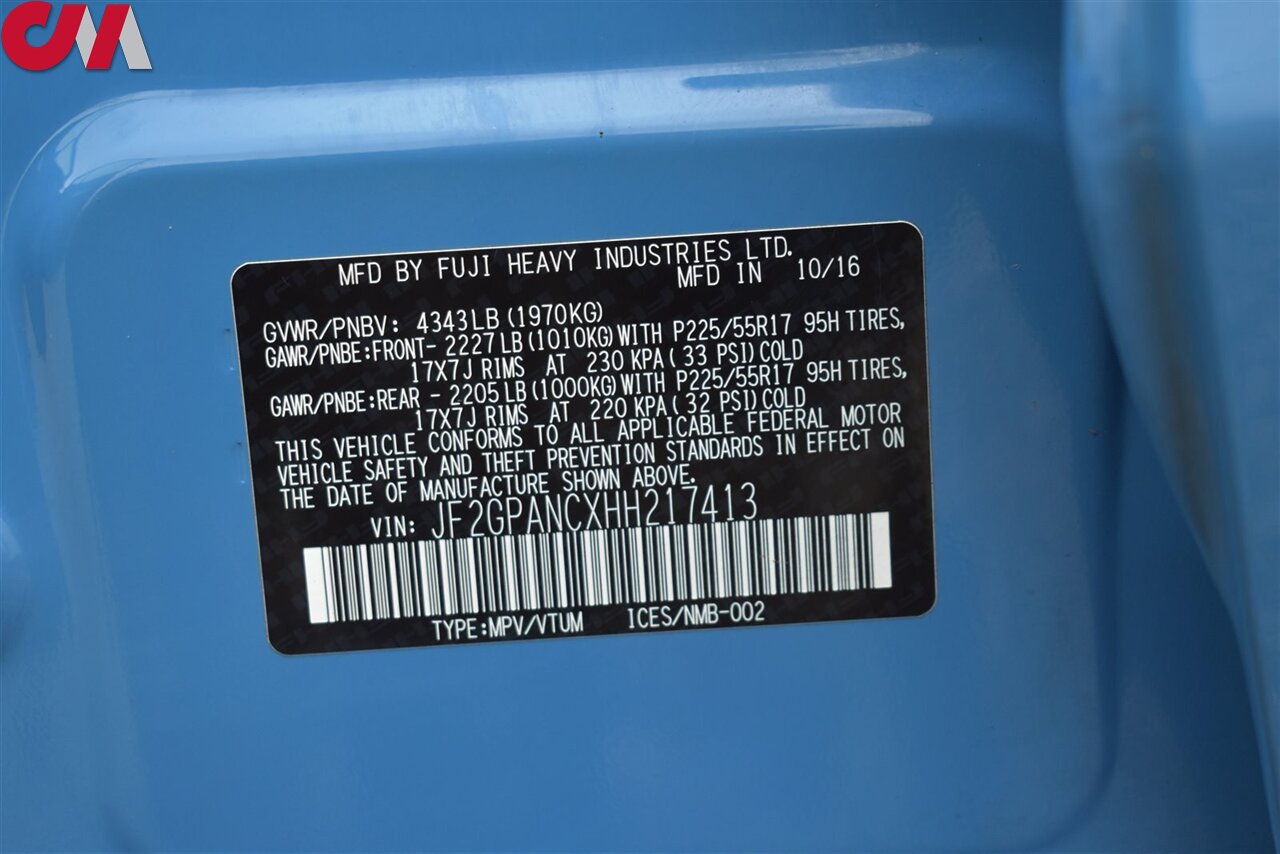 CM
MFD BY FUJI HEAVY INDUSTRIES LTD.
MFD IN 10/16
GVWR/PNBV: 4343LB (1970KG)
GAWR/PNBE:FRONT- 2227LB (1010KG) WITH P225/55R17 95H TIRES,
17X7J RIMS AT 230 KPA ( 33 PSI) COLD
GAWR/PNBE:REAR - 2205LB (1000KG) WITH P225/55R17 95H TIRES,
17X7J RIMS AT 220 KPA ( 32 PSI) COLD
THIS VEHICLE CONFORMS TO ALL APPLICABLE FEDERAL MOTOR
VEHICLE SAFETY AND THEFT PREVENTION STANDARDS IN EFFECT ON
THE DATE OF MANUFACTURE SHOWN ABOVE.
VIN: JF2GPANCXHH217413
TYPE:MPV/VTUM ICES/NMB-002